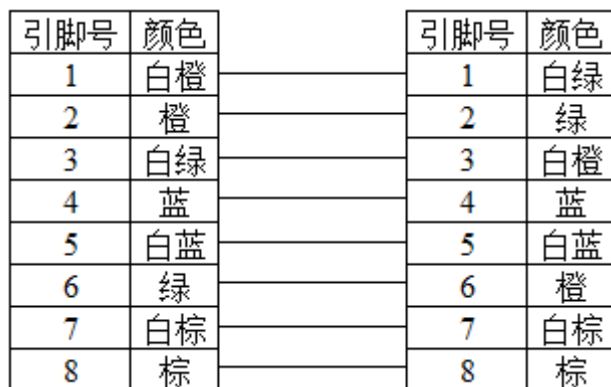 引脚号 颜色 引脚号 颜色
1 白橙 1 白绿
2 橙 2 绿
3 白绿 3 白橙
4 蓝 4 蓝
5 白蓝 5 白蓝
6 绿 6 橙
7 白棕 7 白棕
8 棕 8 棕